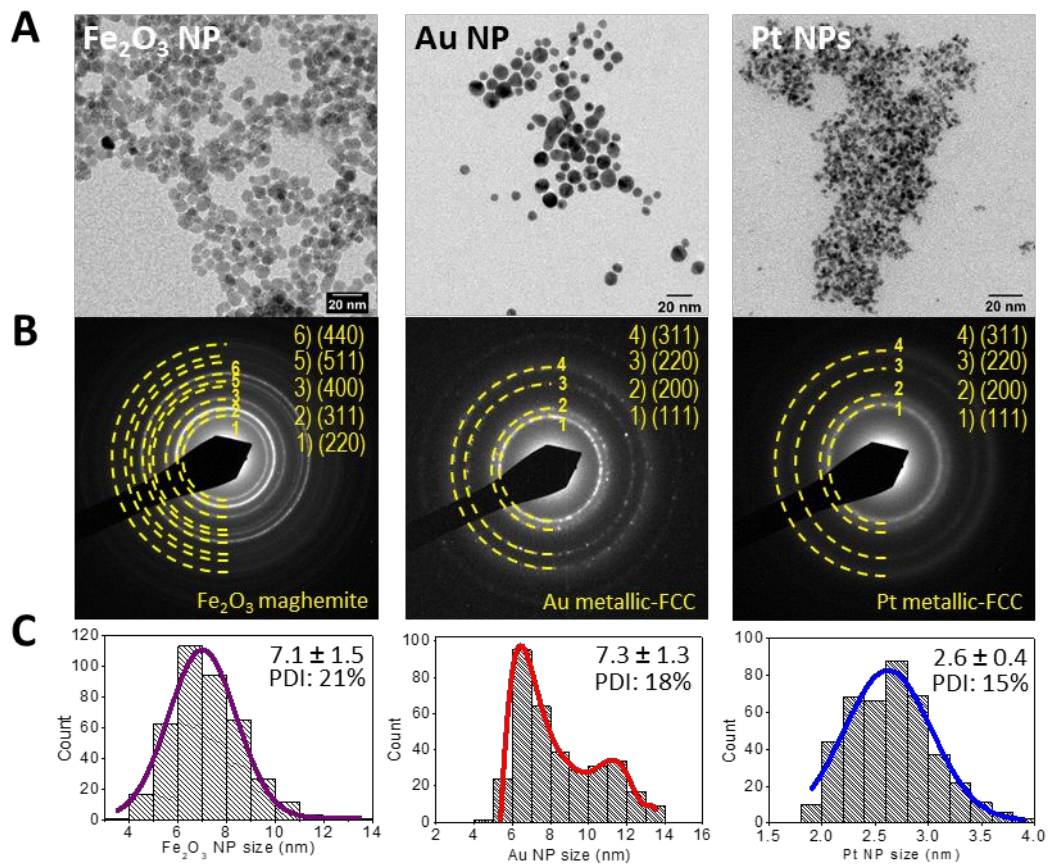 A
Fe₂O₃ NP
Au NP
Pt NPs
20 nm
20 nm
20 nm
B
6) (440)
5) (511)
3) (400)
2) (311)
1) (220)
6
5
3
2
1
Fe₂O₃ maghemite
4) (311)
3) (220)
2) (200)
1) (111)
4
3
2
1
Au metallic-FCC
4) (311)
3) (220)
2) (200)
1) (111)
4
3
2
1
Pt metallic-FCC
C
7.1 ± 1.5
PDI: 21%
Count
120
100
80
60
40
20
0
4 6 8 10 12 14
Fe₂O₃ NP size (nm)
7.3 ± 1.3
PDI: 18%
Count
100
80
60
40
20
0
4 6 8 10 12 14 16
Au NP size (nm)
2.6 ± 0.4
PDI: 15%
Count
100
80
60
40
20
0
1.5 2.0 2.5 3.0 3.5 4.0
Pt NP size (nm)